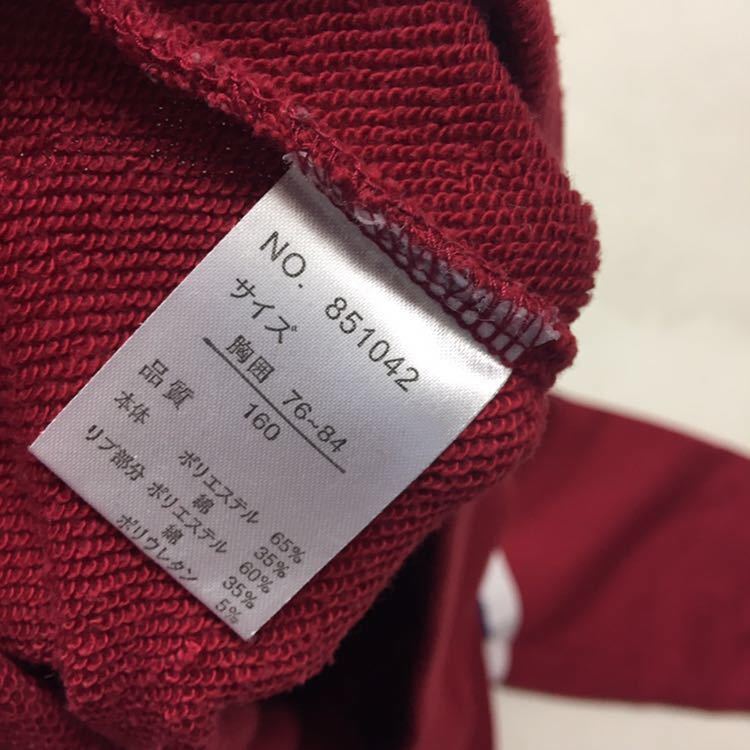 NO. 851042
サイズ
胸囲 76~84
160
品質
本体 ポリエステル 65%
綿 35%
リブ部分 ポリエステル 60%
綿 35%
ポリウレタン 5%